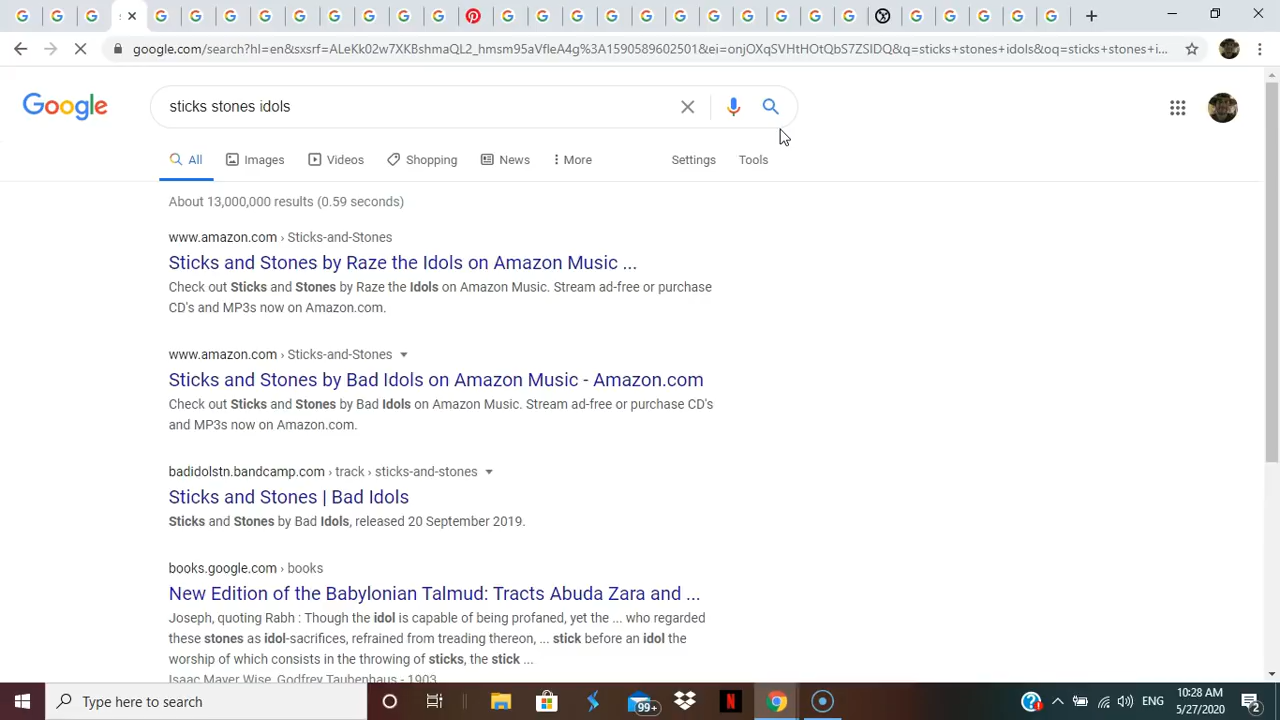 google.com/search?hl=en&sxsrf=ALeKk02w7XKBshmaQL2_hmsm95aVfleA4g%3A1590589602501&ei=onjOXqSVHtHOtQbS7ZSIDQ&q=sticks+stones+idols&oq=sticks+stones+i...
Google
sticks stones idols
All
Images
Videos
Shopping
News
More
Settings
Tools
About 13,000,000 results (0.59 seconds)
www.amazon.com › Sticks-and-Stones
Sticks and Stones by Raze the Idols on Amazon Music ...
Check out Sticks and Stones by Raze the Idols on Amazon Music. Stream ad-free or purchase
CD's and MP3s now on Amazon.com.
www.amazon.com › Sticks-and-Stones
Sticks and Stones by Bad Idols on Amazon Music - Amazon.com
Check out Sticks and Stones by Bad Idols on Amazon Music. Stream ad-free or purchase CD's
and MP3s now on Amazon.com.
badidolstn.bandcamp.com › track › sticks-and-stones
Sticks and Stones | Bad Idols
Sticks and Stones by Bad Idols, released 20 September 2019.
books.google.com › books
New Edition of the Babylonian Talmud: Tracts Abuda Zara and ...
Joseph, quoting Rabh : Though the idol is capable of being profaned, yet the ... who regarded
these stones as idol-sacrifices, refrained from treading thereon, ... stick before an idol the
worship of which consists in the throwing of sticks, the stick ...
Isaac Mayer Wise, Godfrey Taubenhaus - 1903
Type here to search
99+
N
ENG
10:28 AM
5/27/2020
2